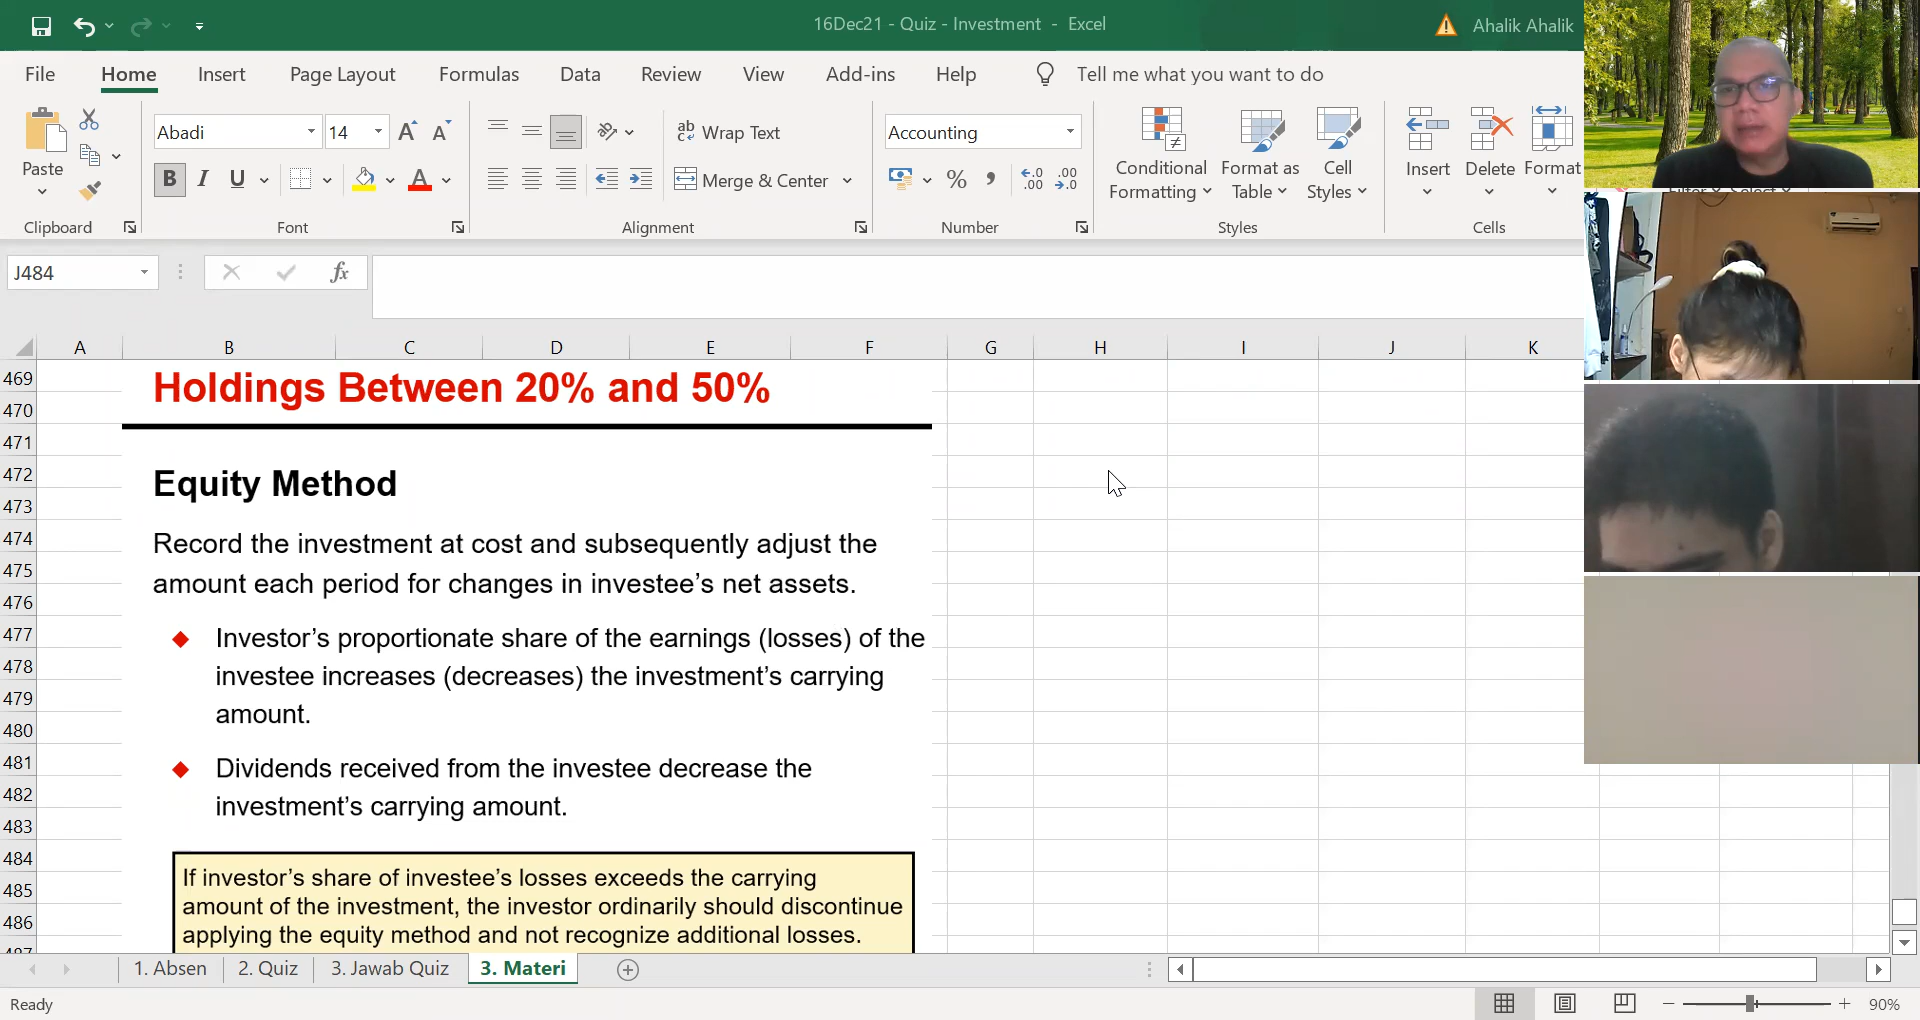 16Dec21 - Quiz - Investment - Excel
Ahalik Ahalik
File Home Insert Page Layout Formulas Data Review View Add-ins Help Tell me what you want to do
Paste
Clipboard
Abadi 14
B I U
Font
ab Wrap Text
Merge & Center
Alignment
Accounting
% , .00 .00
Number
Conditional Formatting
Format as Table
Cell Styles
Styles
Insert Delete Format
Cells
J484
fx
A B C D E F G H I J K
469
470
471
472
473
474
475
476
477
478
479
480
481
482
483
484
485
486
487
Holdings Between 20% and 50%
Equity Method
Record the investment at cost and subsequently adjust the
amount each period for changes in investee's net assets.
Investor's proportionate share of the earnings (losses) of the
investee increases (decreases) the investment's carrying
amount.
Dividends received from the investee decrease the
investment's carrying amount.
If investor's share of investee's losses exceeds the carrying
amount of the investment, the investor ordinarily should discontinue
applying the equity method and not recognize additional losses.
1. Absen 2. Quiz 3. Jawab Quiz 3. Materi
Ready
90%